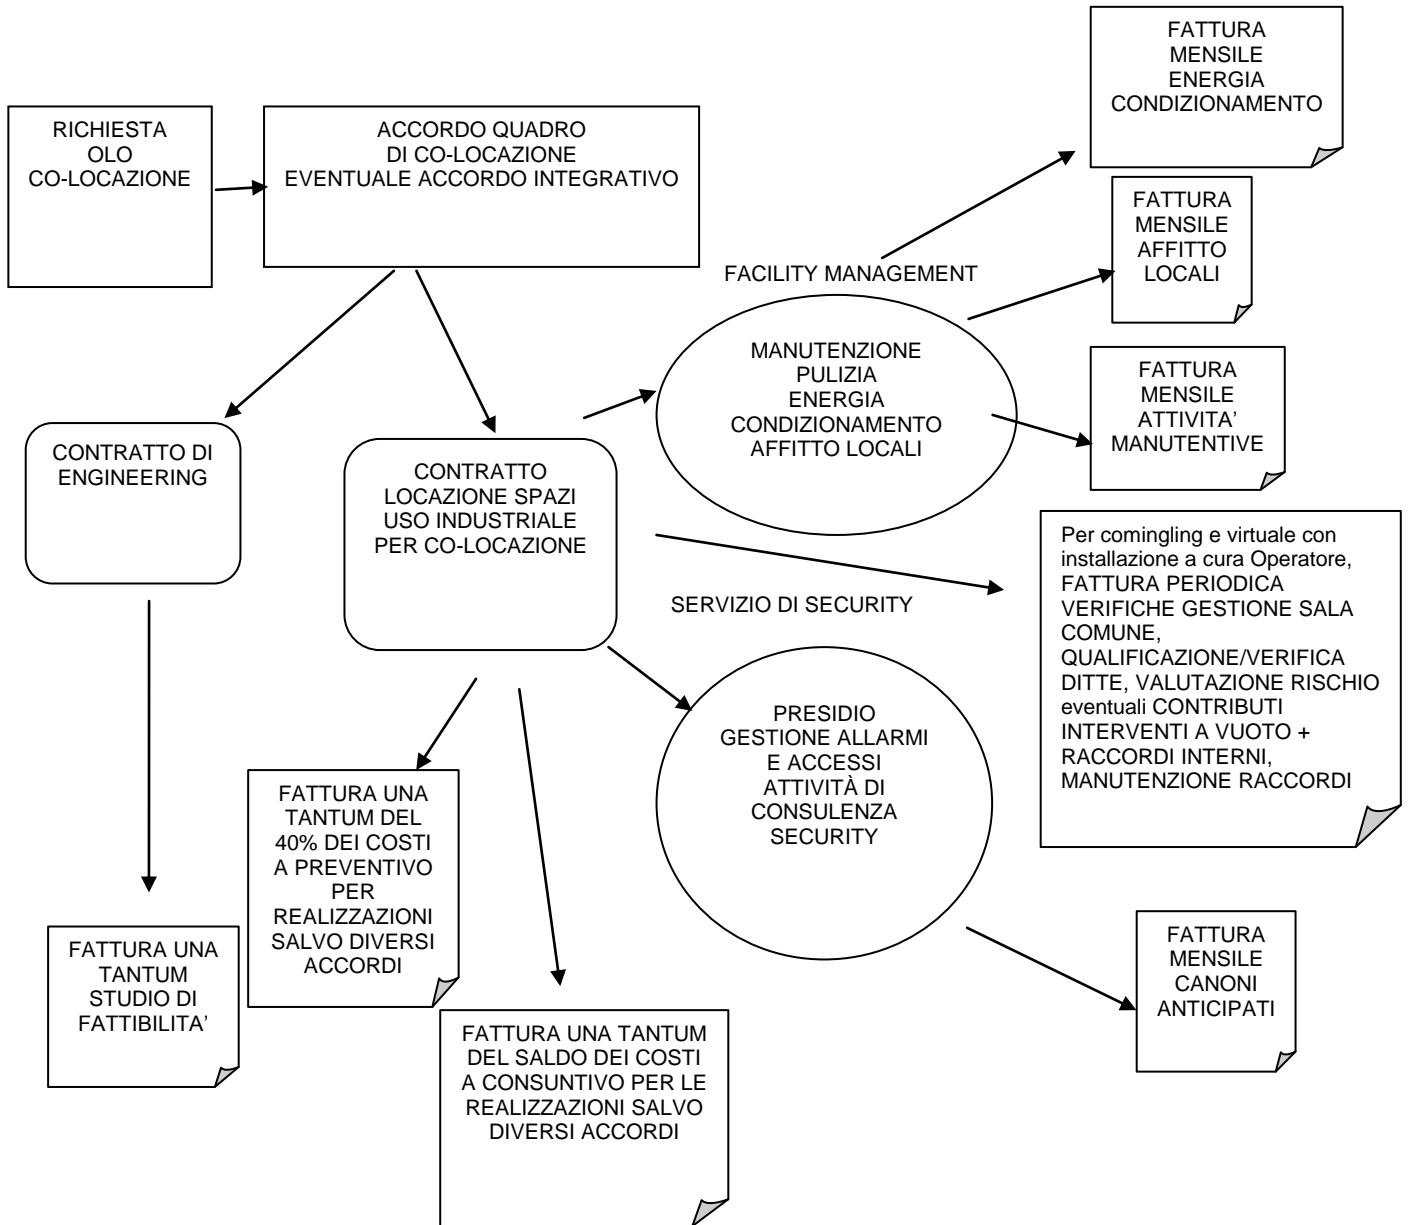 RICHIESTA
OLO
CO-LOCAZIONE
ACCORDO QUADRO
DI CO-LOCAZIONE
EVENTUALE ACCORDO INTEGRATIVO
FATTURA
MENSILE
ENERGIA
CONDIZIONAMENTO
FATTURA
MENSILE
AFFITTO
LOCALI
FACILITY MANAGEMENT
MANUTENZIONE
PULIZIA
ENERGIA
CONDIZIONAMENTO
AFFITTO LOCALI
FATTURA
MENSILE
ATTIVITA’
MANUTENTIVE
CONTRATTO DI
ENGINEERING
CONTRATTO
LOCAZIONE SPAZI
USO INDUSTRIALE
PER CO-LOCAZIONE
Per comingling e virtuale con
installazione a cura Operatore,
FATTURA PERIODICA
VERIFICHE GESTIONE SALA
COMUNE,
QUALIFICAZIONE/VERIFICA
DITTE, VALUTAZIONE RISCHIO
eventuali CONTRIBUTI
INTERVENTI A VUOTO +
RACCORDI INTERNI,
MANUTENZIONE RACCORDI
SERVIZIO DI SECURITY
PRESIDIO
GESTIONE ALLARMI
E ACCESSI
ATTIVITÀ DI
CONSULENZA
SECURITY
FATTURA UNA
TANTUM DEL
40% DEI COSTI
A PREVENTIVO
PER
REALIZZAZIONI
SALVO DIVERSI
ACCORDI
FATTURA UNA
TANTUM
STUDIO DI
FATTIBILITA’
FATTURA
MENSILE
CANONI
ANTICIPATI
FATTURA UNA TANTUM
DEL SALDO DEI COSTI
A CONSUNTIVO PER LE
REALIZZAZIONI SALVO
DIVERSI ACCORDI